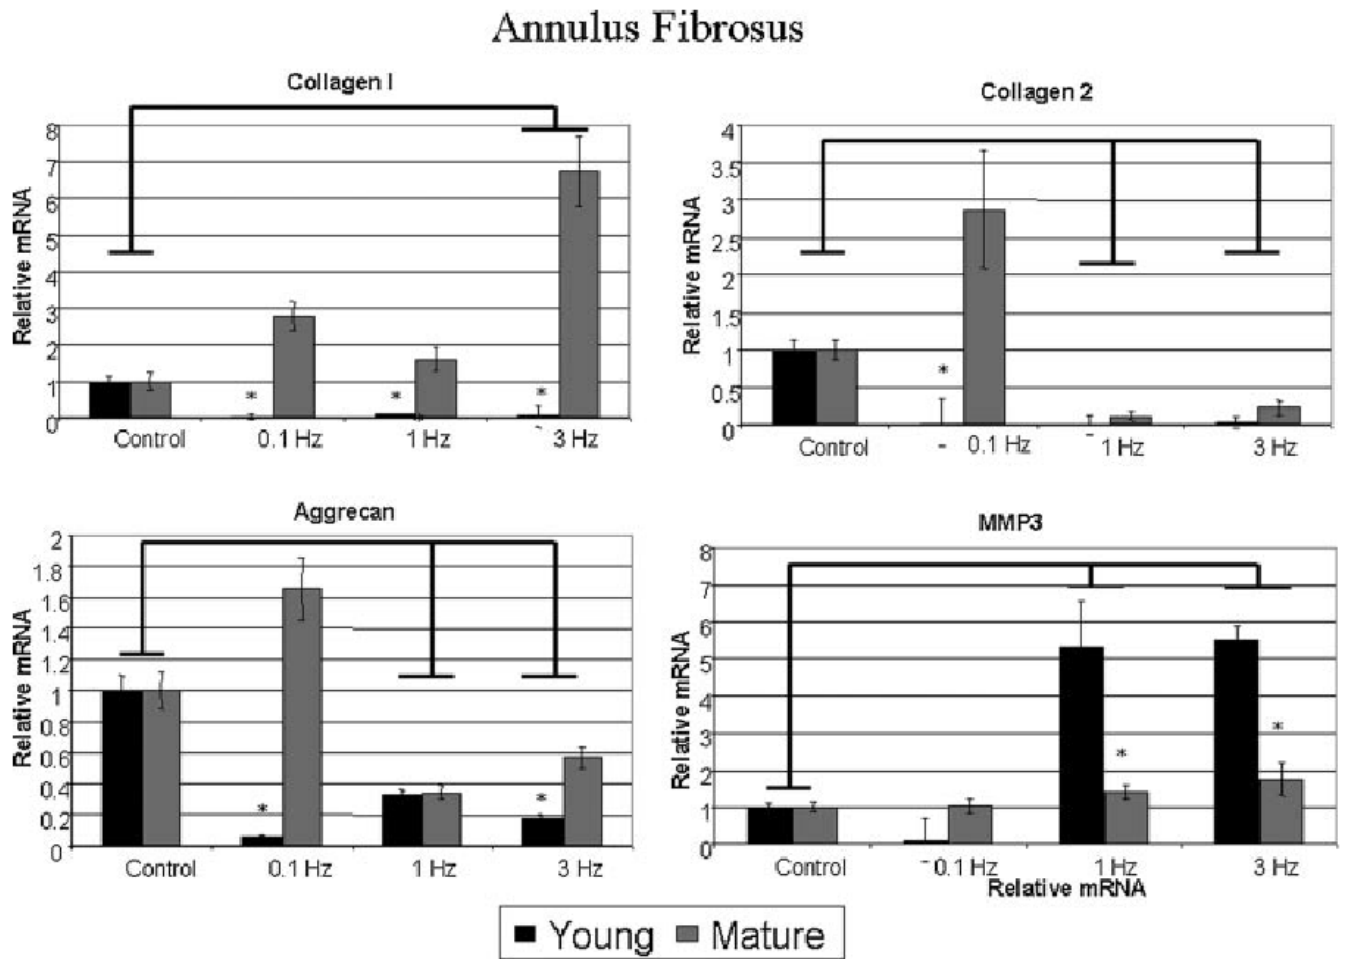 Annulus Fibrosus
Collagen I
Relative mRNA
8
7
6
5
4
3
2
1
0
*
*
*
Control
0.1 Hz
1 Hz
3 Hz
Collagen 2
Relative mRNA
4
3.5
3
2.5
2
1.5
1
0.5
0
*
Control
0.1 Hz
1 Hz
3 Hz
Aggrecan
Relative mRNA
2
1.8
1.6
1.4
1.2
1
0.8
0.6
0.4
0.2
0
*
*
Control
0.1 Hz
1 Hz
3 Hz
MMP3
Relative mRNA
8
7
6
5
4
3
2
1
0
*
*
Control
0.1 Hz
1 Hz
3 Hz
Relative mRNA
Young
Mature